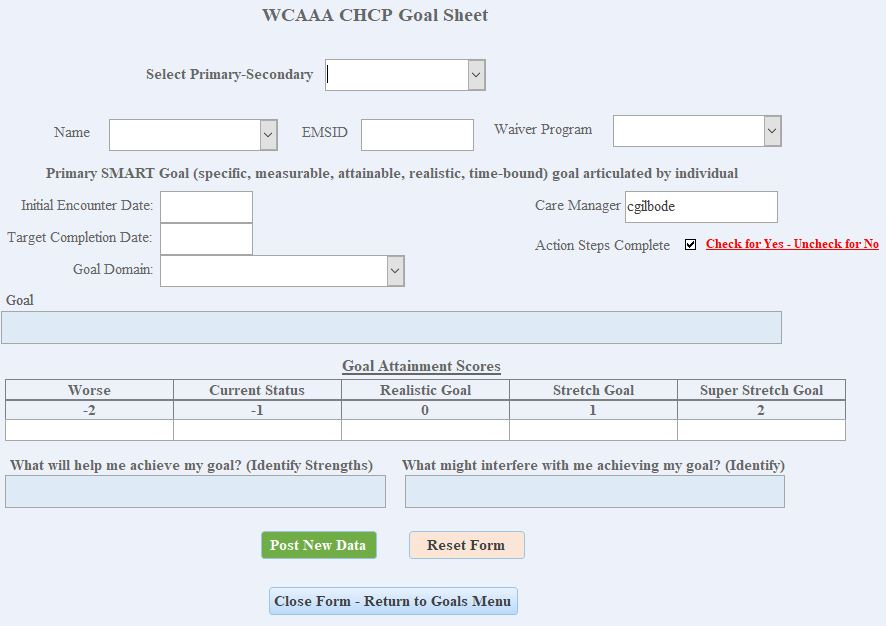 WCAAA CHCP Goal Sheet
Select Primary-Secondary
Name EMSID Waiver Program
Primary SMART Goal (specific, measurable, attainable, realistic, time-bound) goal articulated by individual
Initial Encounter Date: Care Manager cgilbode
Target Completion Date: Action Steps Complete Check for Yes - Uncheck for No
Goal Domain:
Goal
Goal Attainment Scores
Worse Current Status Realistic Goal Stretch Goal Super Stretch Goal
-2 -1 0 1 2
What will help me achieve my goal? (Identify Strengths) What might interfere with me achieving my goal? (Identify)
Post New Data Reset Form
Close Form - Return to Goals Menu